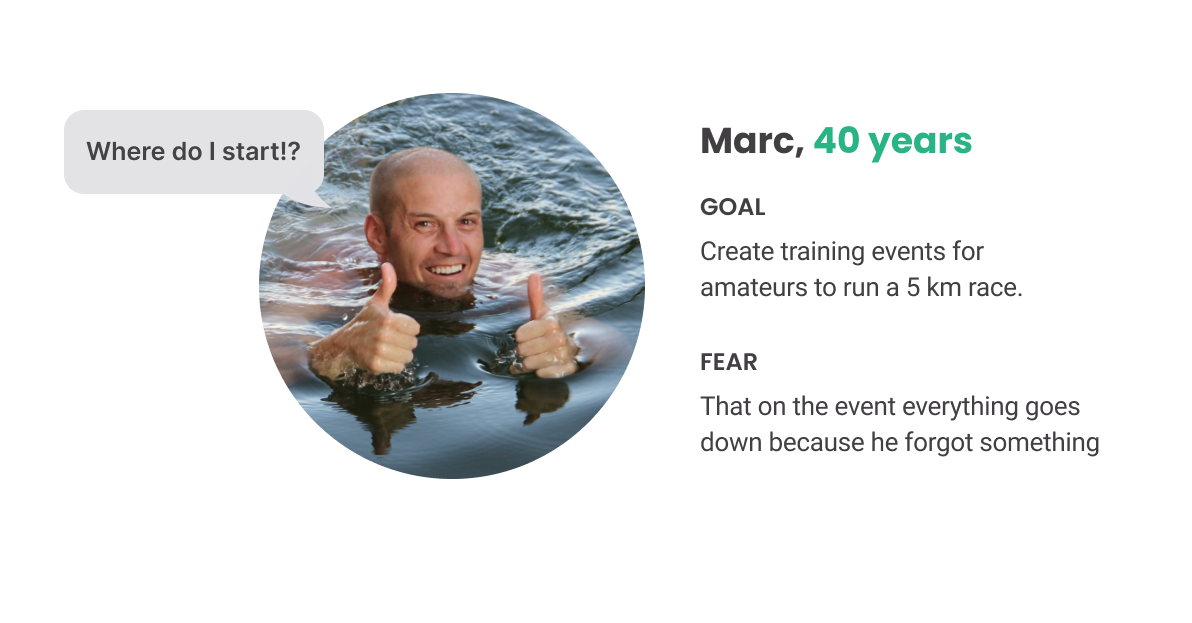 Where do I start!?
Marc, 40 years
GOAL
Create training events for
amateurs to run a 5 km race.
FEAR
That on the event everything goes
down because he forgot something